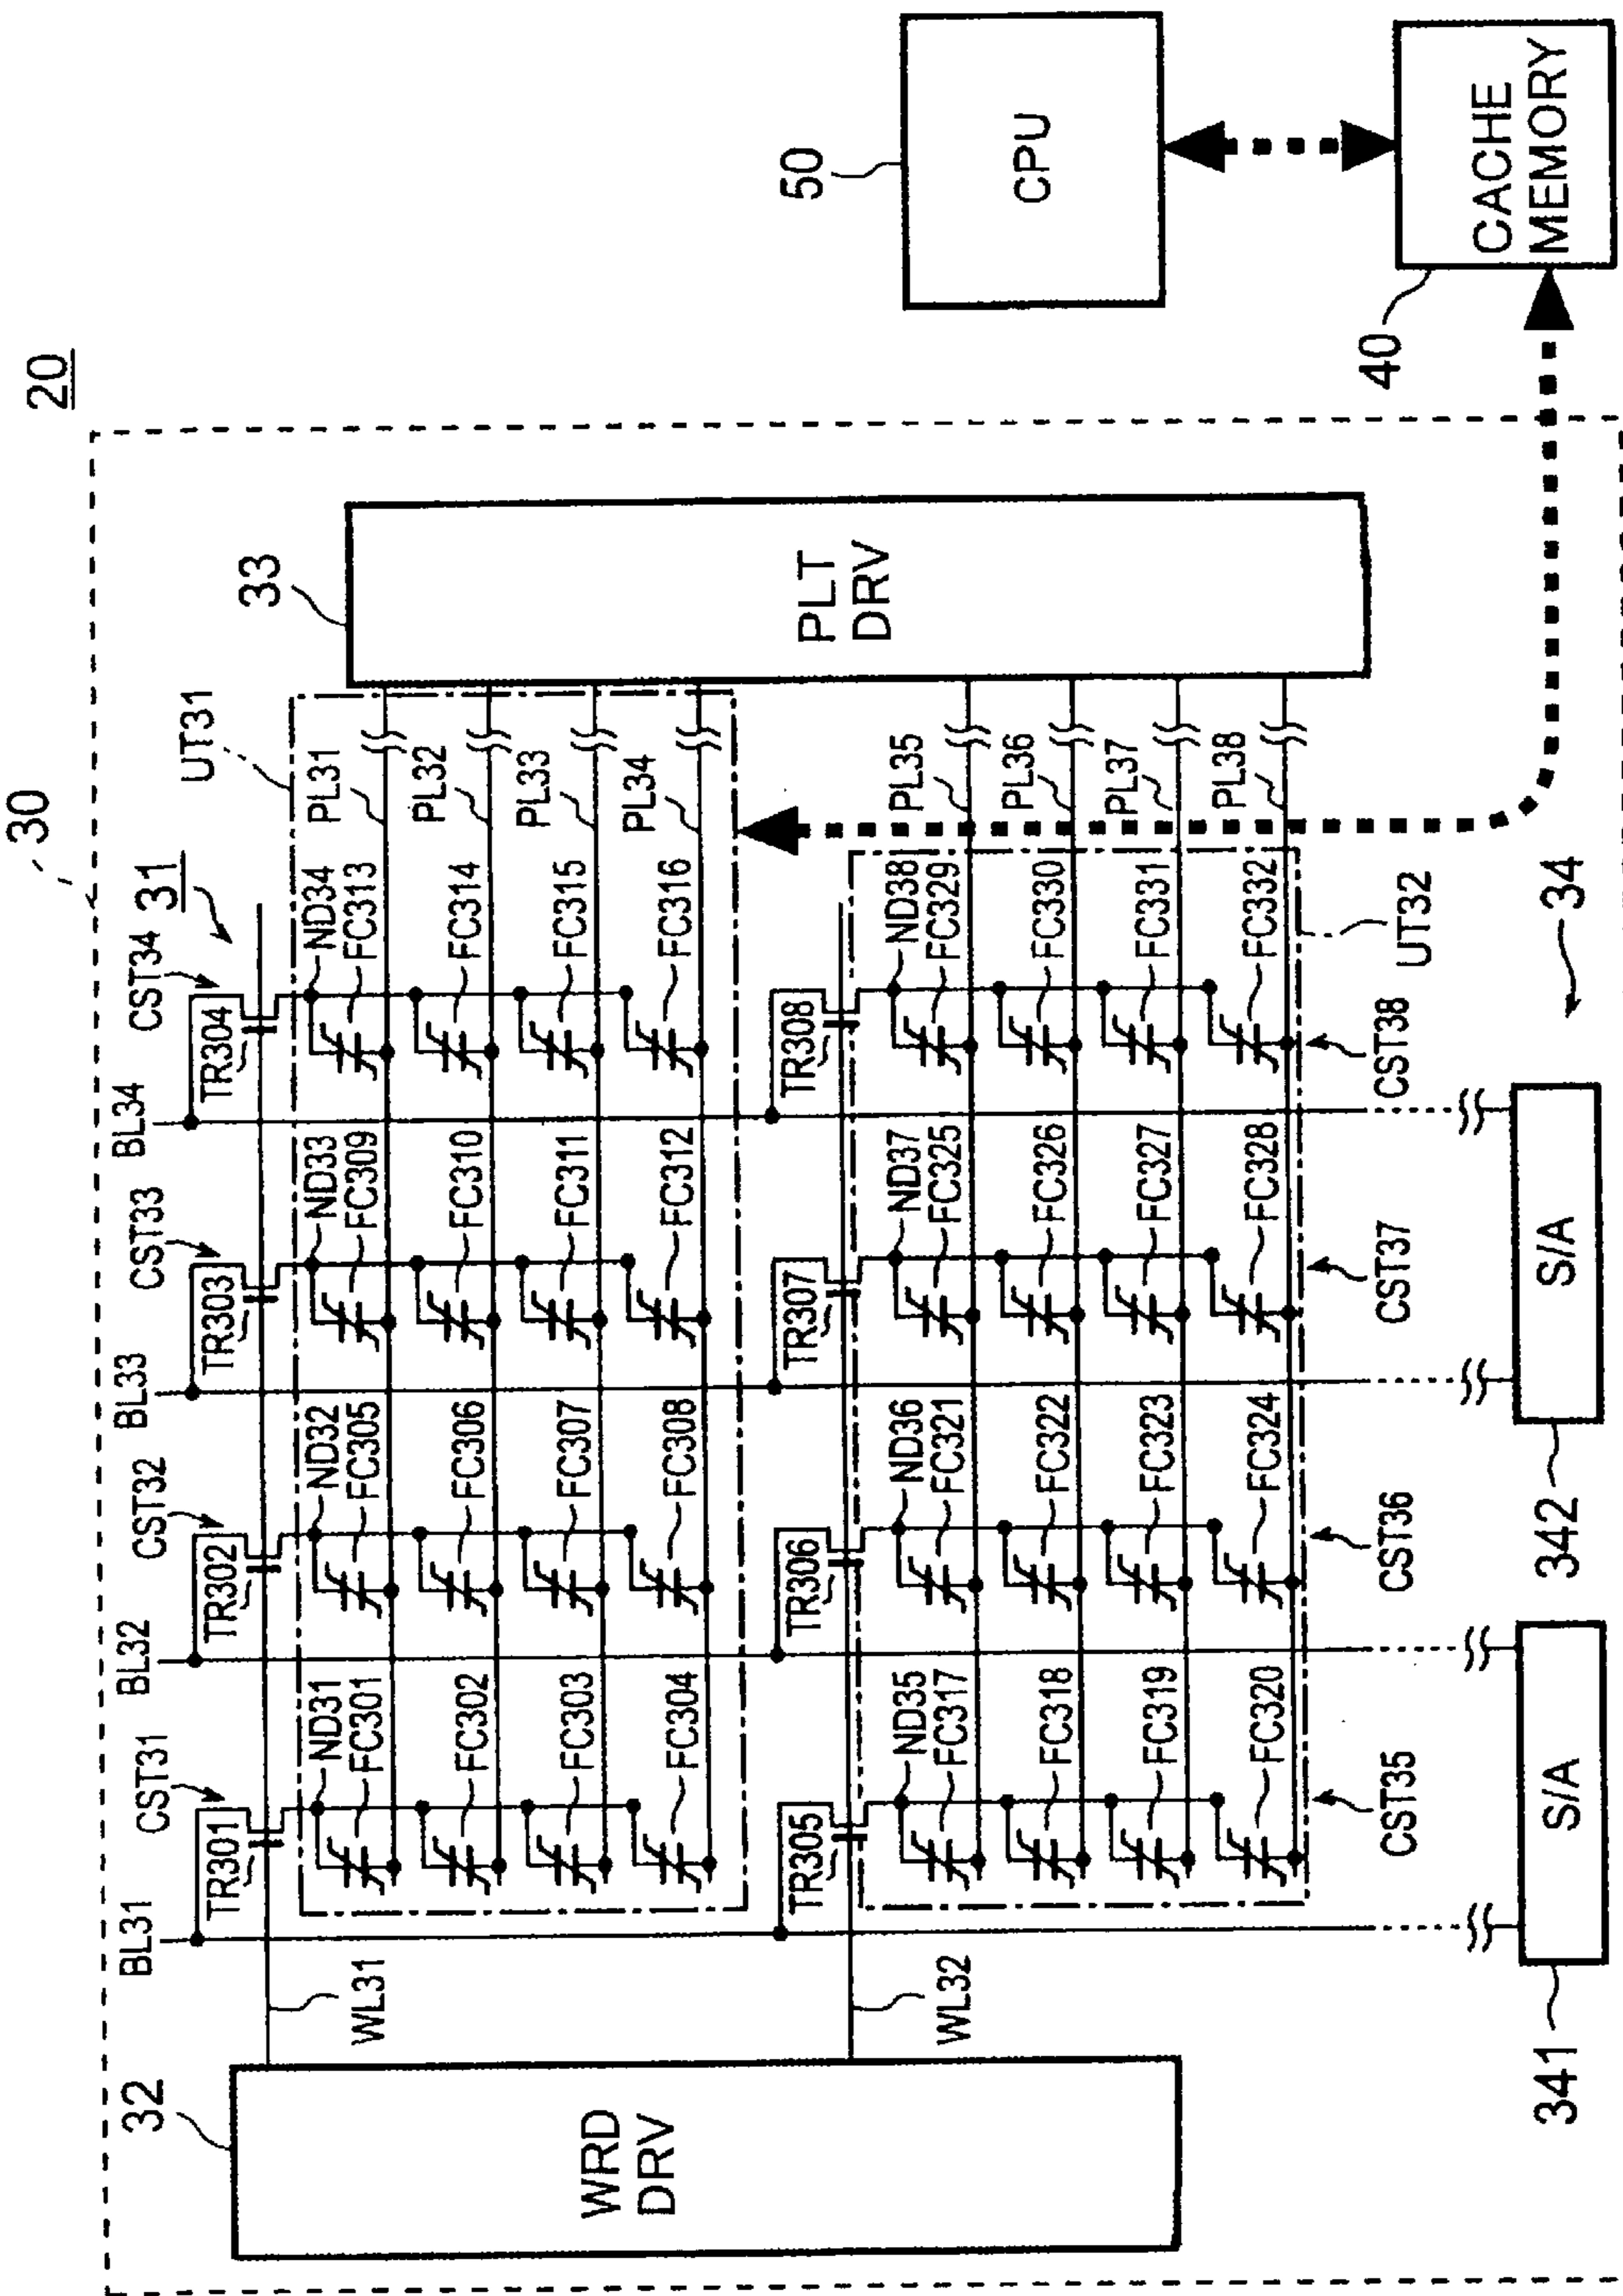 20
30
31
CST31
CST32
CST33
CST34
BL31
BL32
BL33
BL34
TR301
TR302
TR303
TR304
UT31
33
32
ND31
ND32
ND33
ND34
FC301
FC305
FC309
FC313
PL31
FC302
FC306
FC310
FC314
PL32
FC303
FC307
FC311
FC315
PL33
FC304
FC308
FC312
FC316
PL34
WL31
WRD
DRV
PLT
DRV
TR305
TR306
TR307
TR308
WL32
ND35
ND36
ND37
ND38
FC317
FC321
FC325
FC329
PL35
FC318
FC322
FC326
FC330
PL36
FC319
FC323
FC327
FC331
PL37
FC320
FC324
FC328
FC332
PL38
CST35
CST36
CST37
CST38
UT32
34
341
S/A
342
S/A
50
CPU
40
CACHE
MEMORY